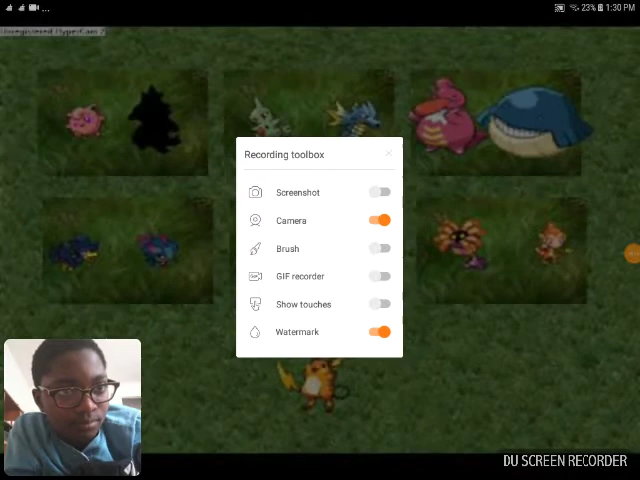 ... 23% 1:30 PM
Unregistered HyperCam 2
Recording toolbox
Screenshot
Camera
Brush
GIF recorder
Show touches
Watermark
DU SCREEN RECORDER